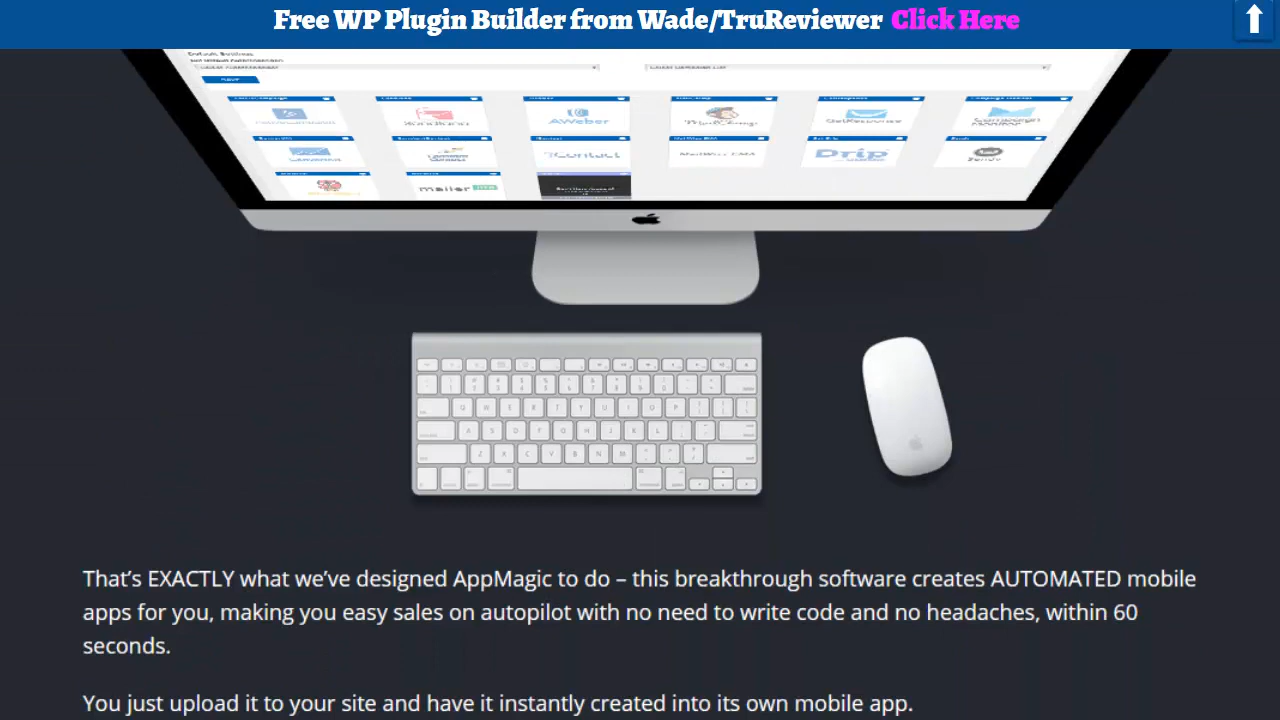 Free WP Plugin Builder from Wade/TruReviewer Click Here
AWeber
GetResponse
Contact
Drip
mailer lite
That's EXACTLY what we've designed AppMagic to do – this breakthrough software creates AUTOMATED mobile
apps for you, making you easy sales on autopilot with no need to write code and no headaches, within 60
seconds.
You just upload it to your site and have it instantly created into its own mobile app.